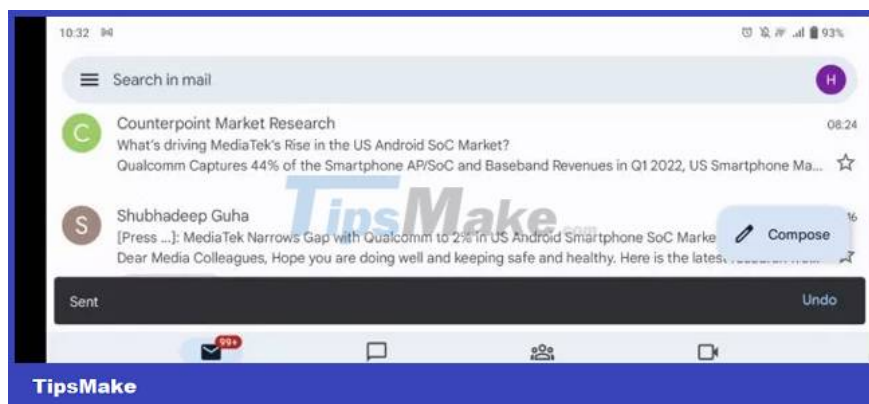 10:32
93%
Search in mail
H
C
Counterpoint Market Research
08:24
What's driving MediaTek's Rise in the US Android SoC Market?
Qualcomm Captures 44% of the Smartphone AP/SoC and Baseband Revenues in Q1 2022, US Smartphone Ma...
TipsMake.com
S
Shubhadeep Guha
[Press ...]: MediaTek Narrows Gap with Qualcomm to 2% in US Android Smartphone SoC Marke
Compose
Dear Media Colleagues, Hope you are doing well and keeping safe and healthy. Here is the latest
Sent
Undo
99+
TipsMake